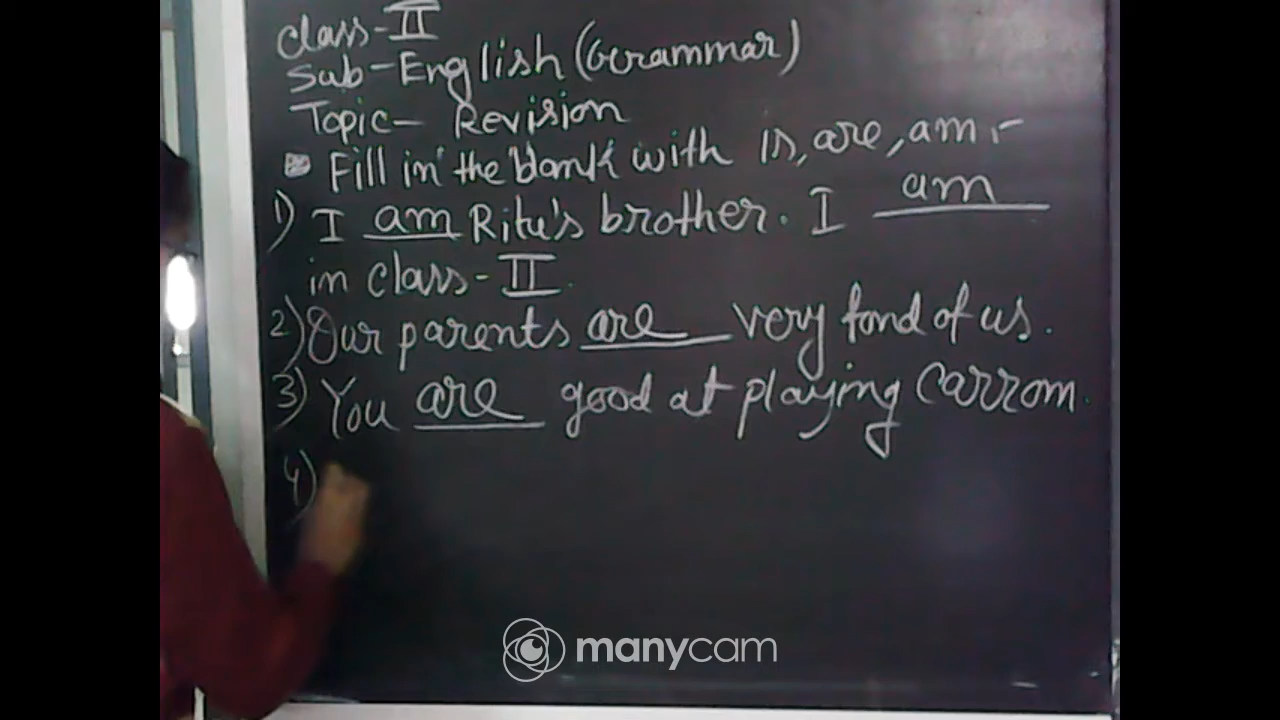 class-II
Sub-English (Grammar)
Topic- Revision
Fill in the blank with is, are, am :-
1) I am Ritu's brother. I am
in class-II.
2) Our parents are very fond of us.
3) You are good at playing carrom.
4)
manycam